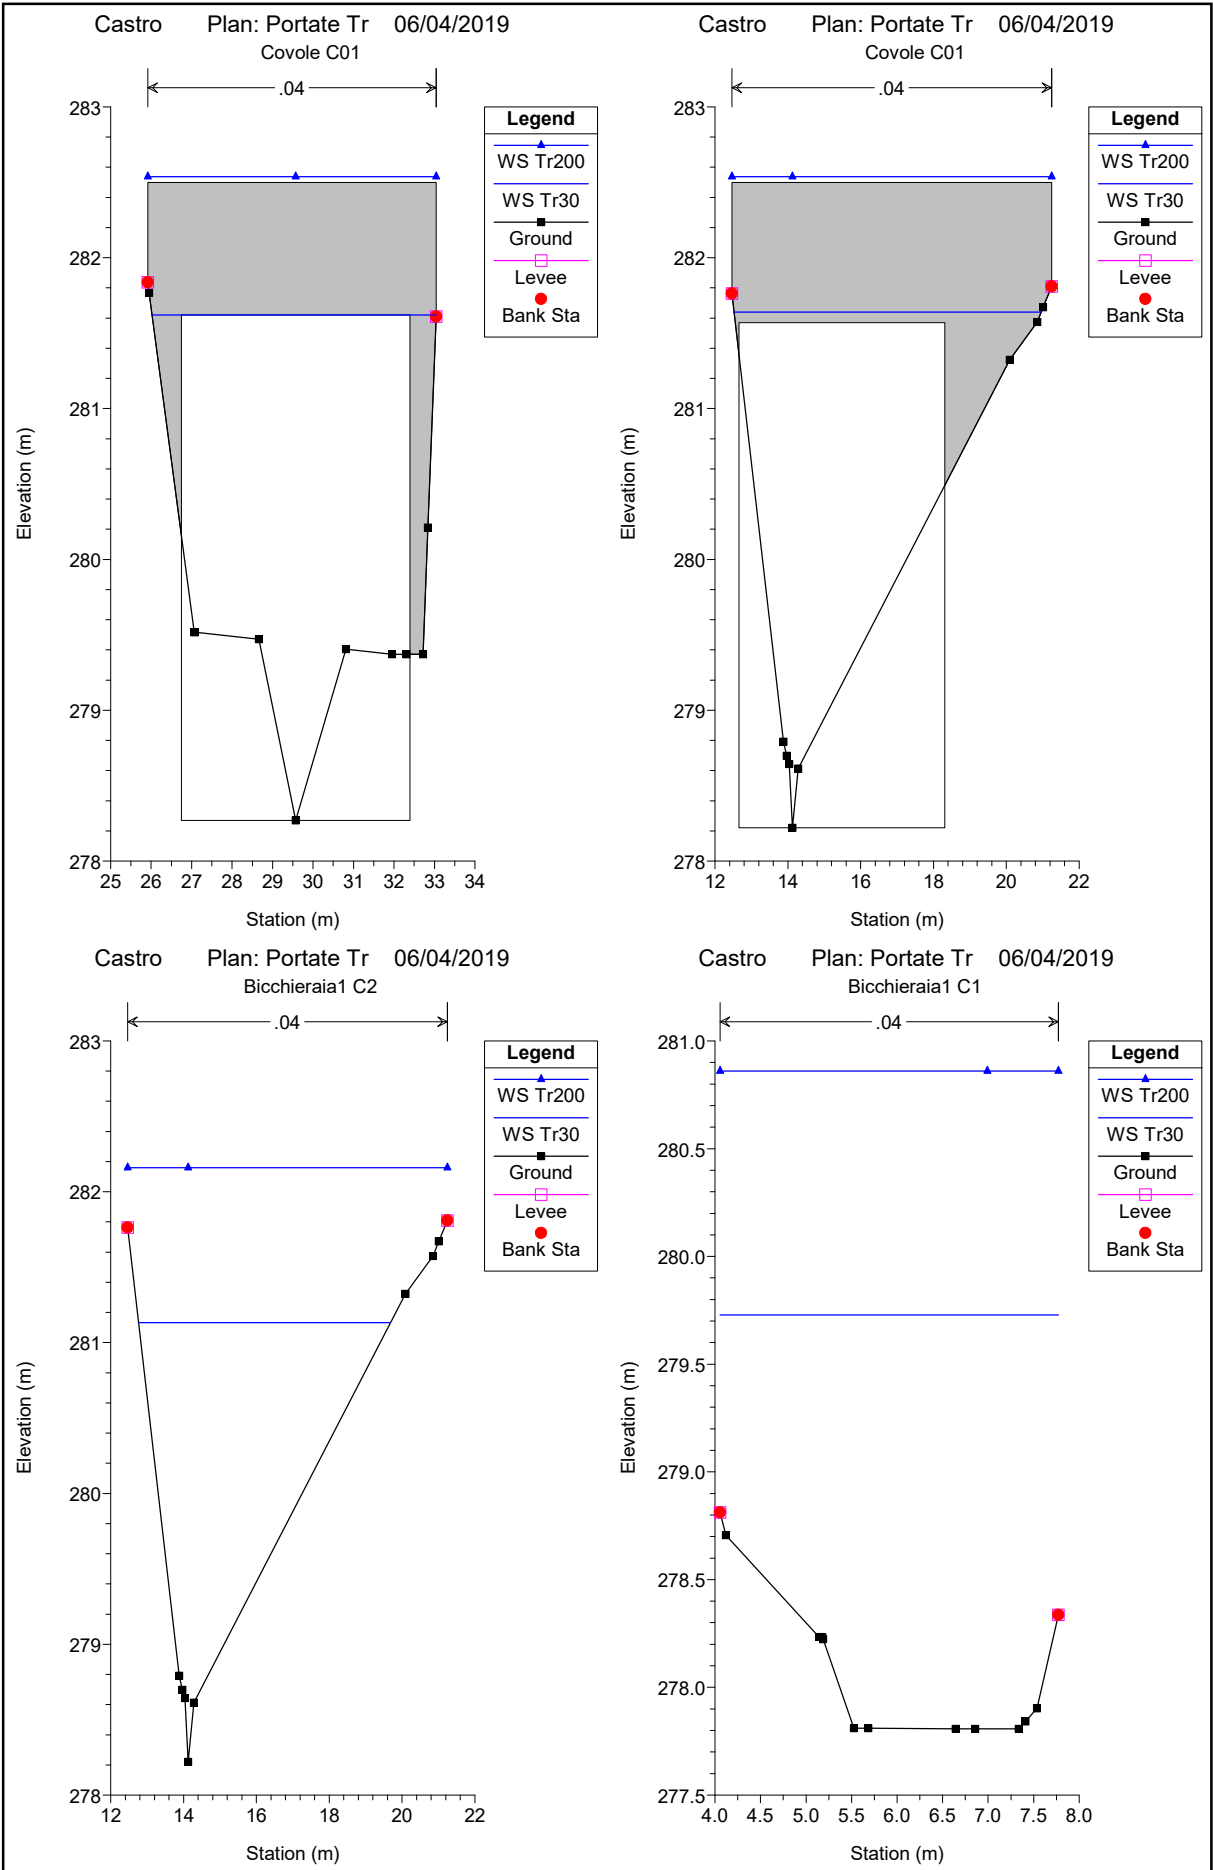 Castro Plan: Portate Tr 06/04/2019
Covole C01
.04
Legend
WS Tr200
WS Tr30
Ground
Levee
Bank Sta
283
282
281
280
279
278
25 26 27 28 29 30 31 32 33 34
Elevation (m)
Station (m)
Castro Plan: Portate Tr 06/04/2019
Covole C01
.04
Legend
WS Tr200
WS Tr30
Ground
Levee
Bank Sta
283
282
281
280
279
278
12 14 16 18 20 22
Elevation (m)
Station (m)
Castro Plan: Portate Tr 06/04/2019
Bicchieraia1 C2
.04
Legend
WS Tr200
WS Tr30
Ground
Levee
Bank Sta
283
282
281
280
279
278
12 14 16 18 20 22
Elevation (m)
Station (m)
Castro Plan: Portate Tr 06/04/2019
Bicchieraia1 C1
.04
Legend
WS Tr200
WS Tr30
Ground
Levee
Bank Sta
281.0
280.5
280.0
279.5
279.0
278.5
278.0
277.5
4.0 4.5 5.0 5.5 6.0 6.5 7.0 7.5 8.0
Elevation (m)
Station (m)